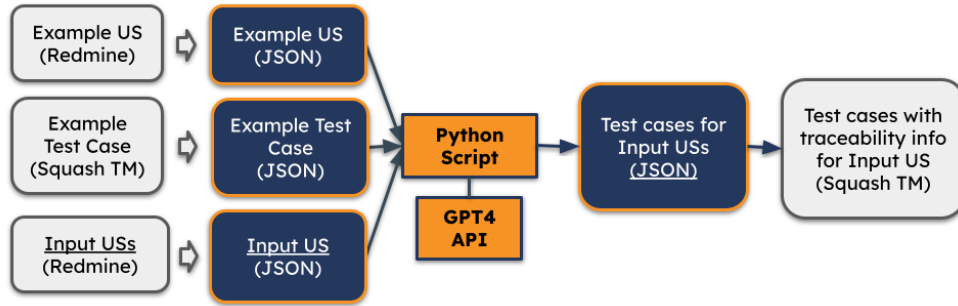 Example US
(Redmine)
Example US
(JSON)
Example
Test Case
(Squash TM)
Example Test
Case
(JSON)
Input USs
(Redmine)
Input US
(JSON)
Python
Script
GPT4
API
Test cases for
Input USs
(JSON)
Test cases with
traceability info
for Input US
(Squash TM)